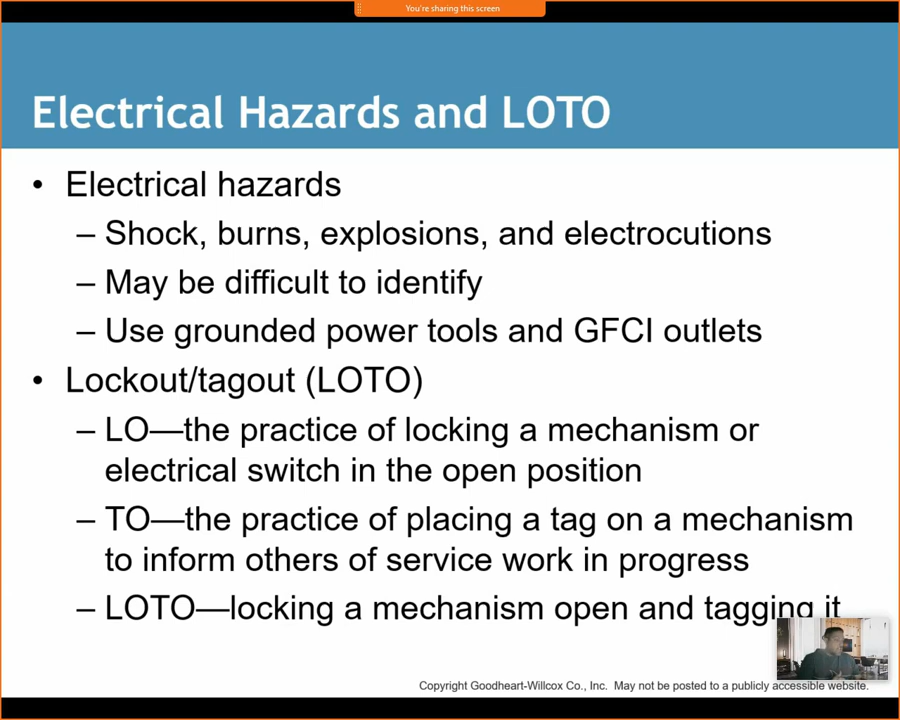 You're sharing this screen
Electrical Hazards and LOTO
• Electrical hazards
– Shock, burns, explosions, and electrocutions
– May be difficult to identify
– Use grounded power tools and GFCI outlets
• Lockout/tagout (LOTO)
– LO—the practice of locking a mechanism or
electrical switch in the open position
– TO—the practice of placing a tag on a mechanism
to inform others of service work in progress
– LOTO—locking a mechanism open and tagging it
Copyright Goodheart-Willcox Co., Inc. May not be posted to a publicly accessible website.